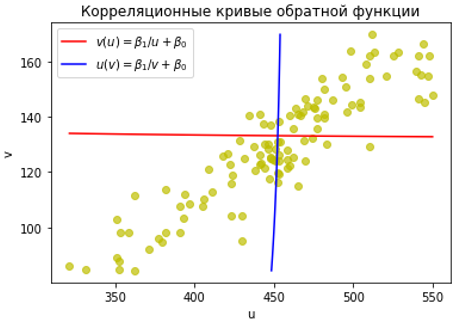 Корреляционные кривые обратной функции
v(u) = β₁/u + β₀
u(v) = β₁/v + β₀
160
140
120
100
v
350
400
450
500
550
u